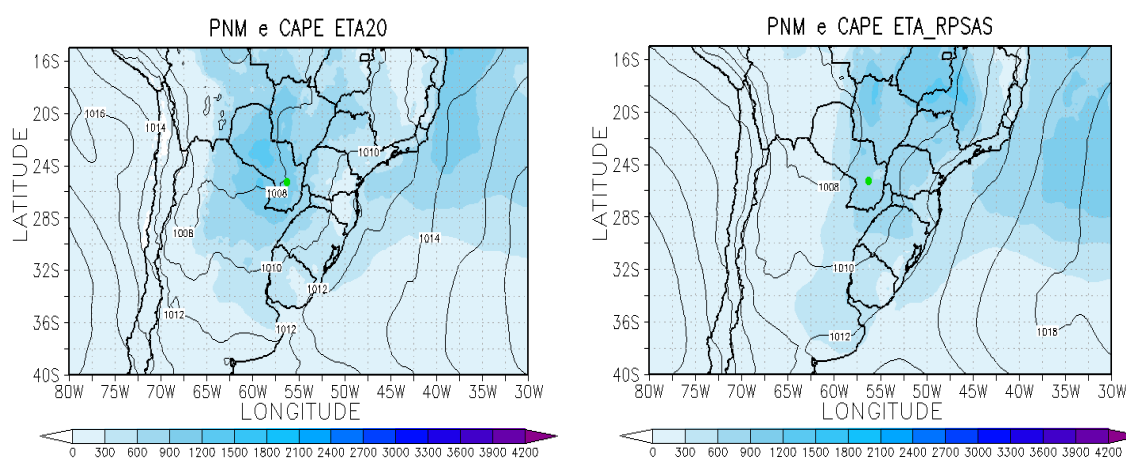 PNM e CAPE ETA20
PNM e CAPE ETA_RPSAS
LATITUDE
16S
20S
24S
28S
32S
36S
40S
1016
1014
1010
1008
1008
1014
1010
1012
1012
1012
80W 75W 70W 65W 60W 55W 50W 45W 40W 35W 30W
LONGITUDE
0 300 600 900 1200 1500 1800 2100 2400 2700 3000 3300 3600 3900 4200
LATITUDE
16S
20S
24S
28S
32S
36S
40S
1008
1010
1018
1012
80W 75W 70W 65W 60W 55W 50W 45W 40W 35W 30W
LONGITUDE
0 300 600 900 1200 1500 1800 2100 2400 2700 3000 3300 3600 3900 4200